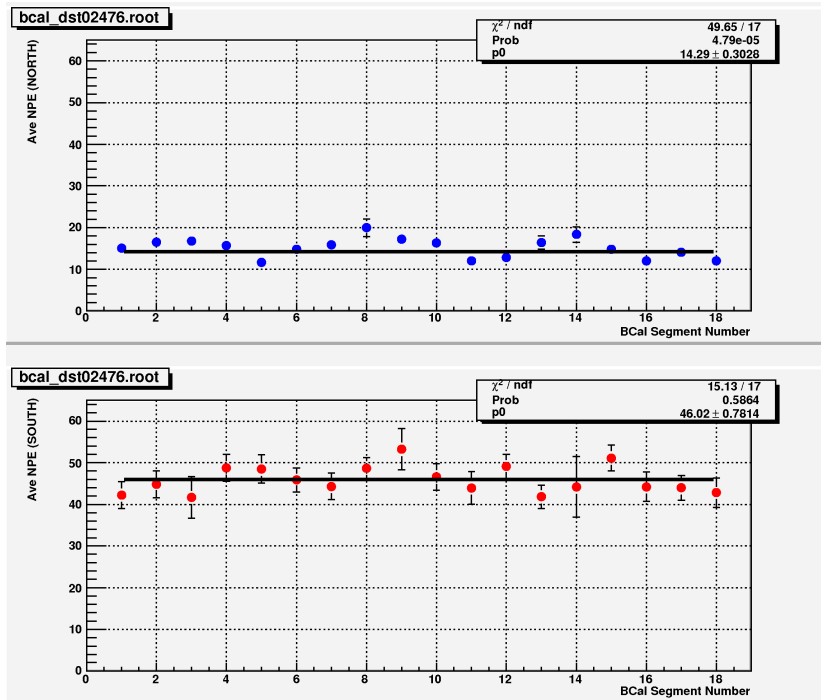 bcal_dst02476.root
χ² / ndf 49.65 / 17
Prob 4.79e-05
p0 14.29 ± 0.3028
Ave NPE (NORTH)
60
50
40
30
20
10
0
0 2 4 6 8 10 12 14 16 18
BCal Segment Number
bcal_dst02476.root
χ² / ndf 15.13 / 17
Prob 0.5864
p0 46.02 ± 0.7814
Ave NPE (SOUTH)
60
50
40
30
20
10
0
0 2 4 6 8 10 12 14 16 18
BCal Segment Number